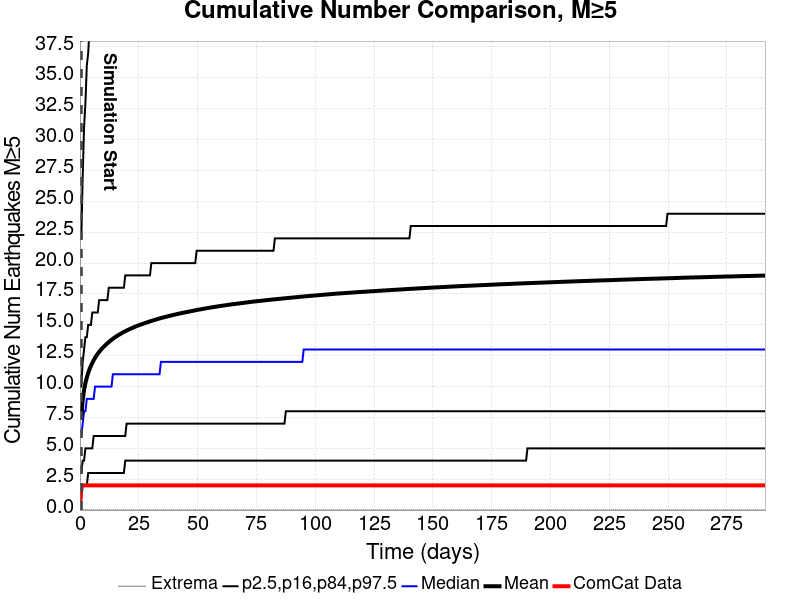 Cumulative Number Comparison, M≥5
Cumulative Num Earthquakes M≥5
37.5
35.0
32.5
30.0
27.5
25.0
22.5
20.0
17.5
15.0
12.5
10.0
7.5
5.0
2.5
0.0
Simulation Start
0 25 50 75 100 125 150 175 200 225 250 275
Time (days)
Extrema p2.5,p16,p84,p97.5 Median Mean ComCat Data